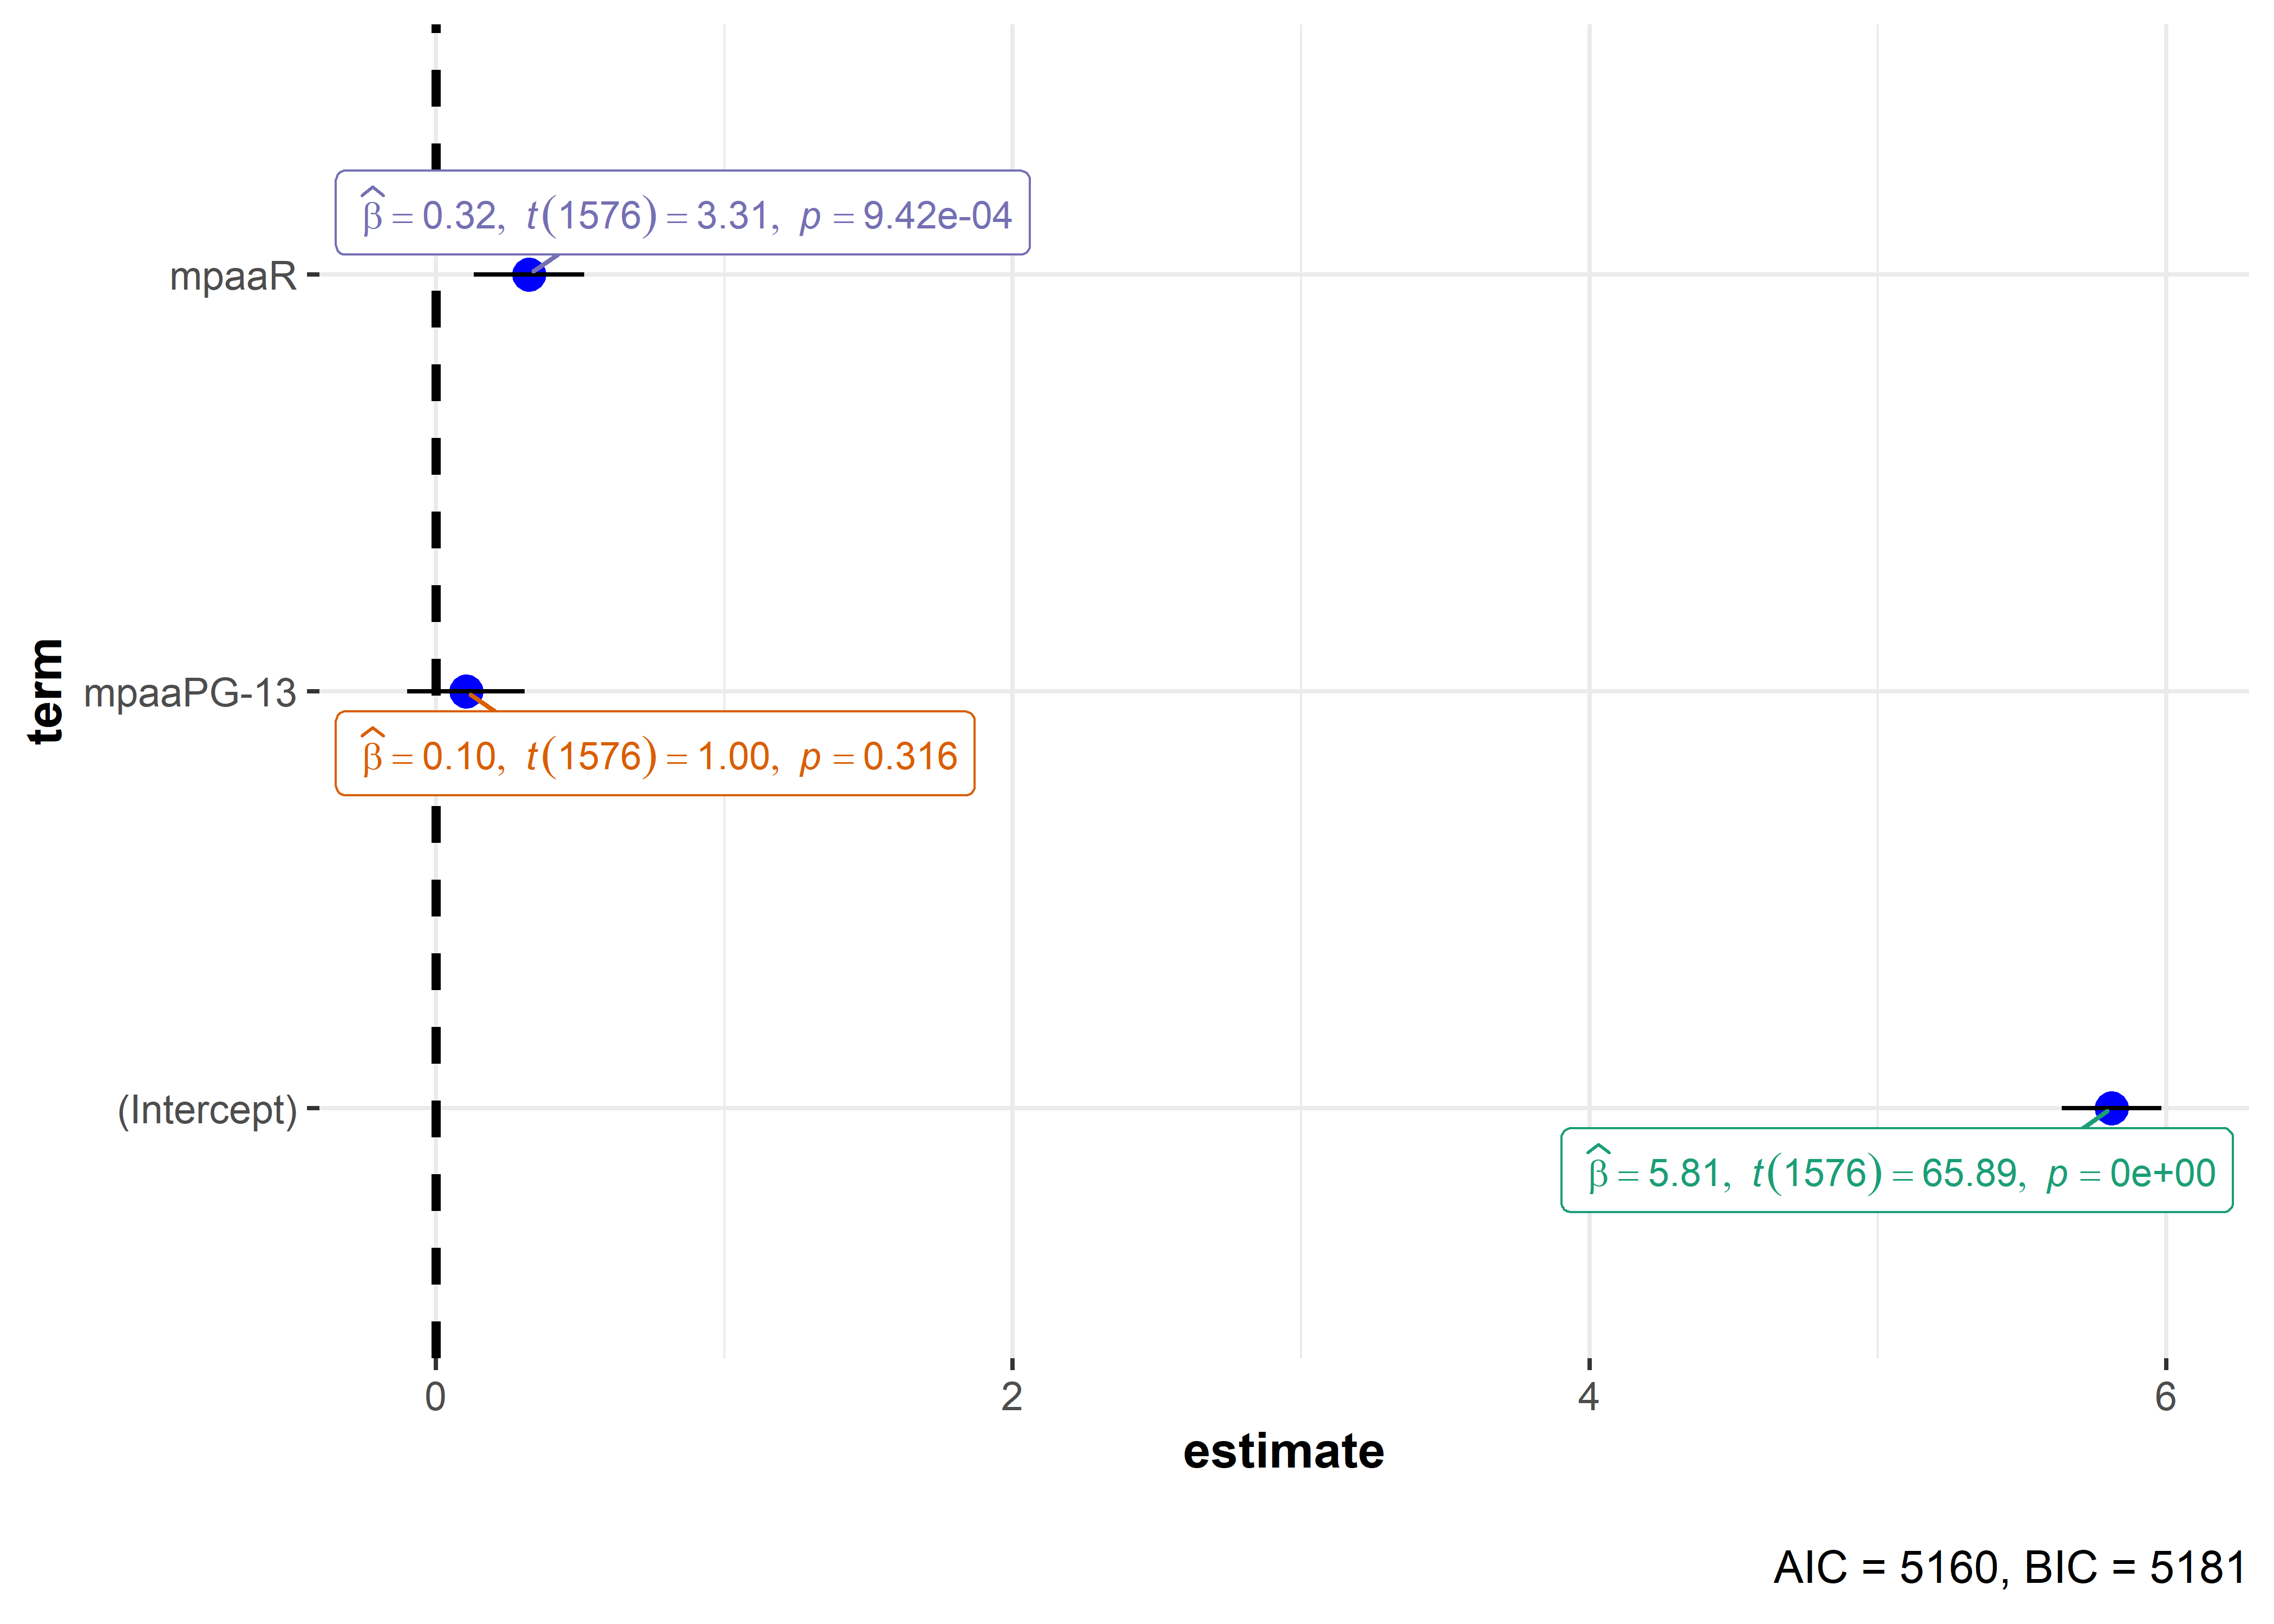 β̂ = 0.32, t(1576) = 3.31, p = 9.42e-04
mpaaR
term
mpaaPG-13
β̂ = 0.10, t(1576) = 1.00, p = 0.316
(Intercept)
β̂ = 5.81, t(1576) = 65.89, p = 0e+00
0 2 4 6
estimate
AIC = 5160, BIC = 5181